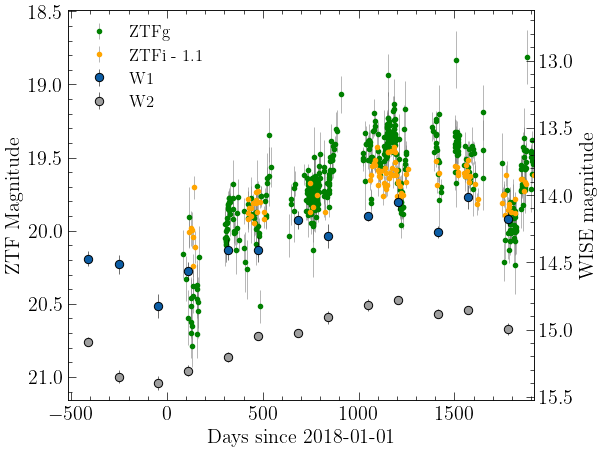 ZTFg
ZTFi - 1.1
W1
W2
18.5
19.0
19.5
20.0
20.5
21.0
ZTF Magnitude
13.0
13.5
14.0
14.5
15.0
15.5
WISE magnitude
−500
0
500
1000
1500
Days since 2018-01-01